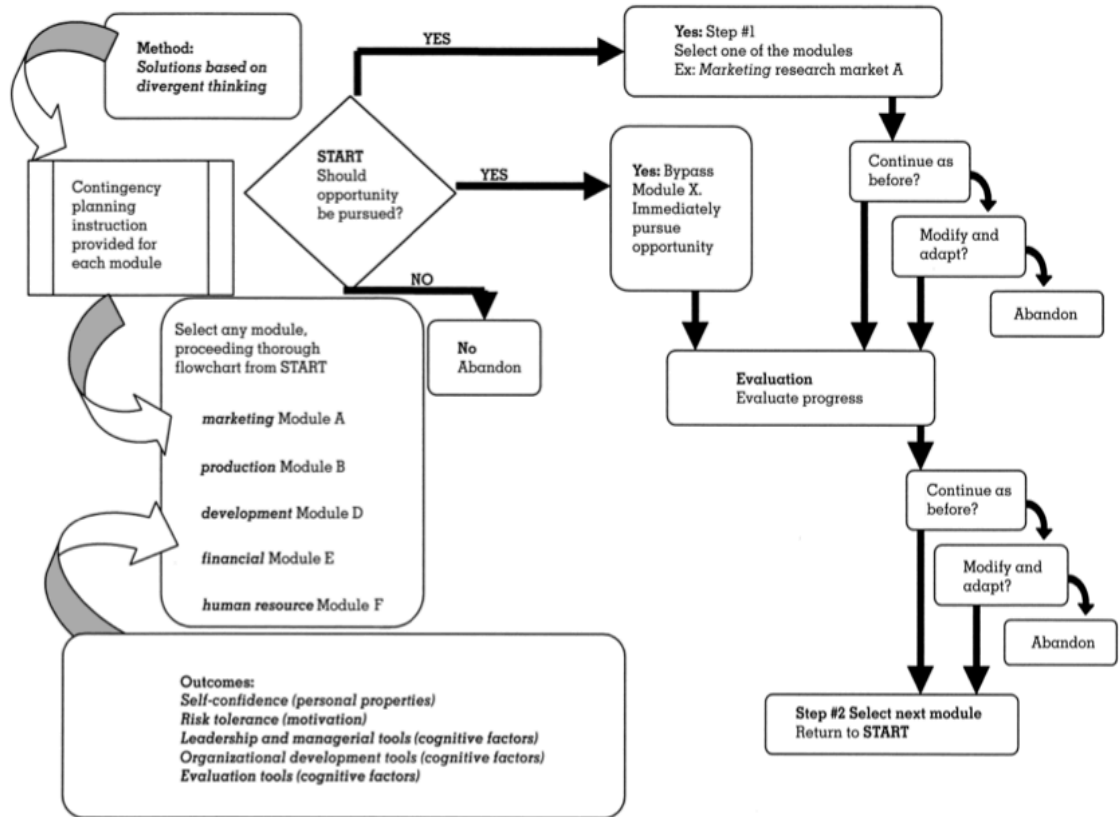 Method:
Solutions based on
divergent thinking
Contingency
planning
instruction
provided for
each module
START
Should
opportunity
be pursued?
YES
YES
NO
Yes: Step #1
Select one of the modules
Ex: Marketing research market A
Yes: Bypass
Module X.
Immediately
pursue
opportunity
No
Abandon
Continue as
before?
Modify and
adapt?
Abandon
Select any module,
proceeding thorough
flowchart from START
marketing Module A
production Module B
development Module D
financial Module E
human resource Module F
Evaluation
Evaluate progress
Continue as
before?
Modify and
adapt?
Abandon
Step #2 Select next module
Return to START
Outcomes:
Self-confidence (personal properties)
Risk tolerance (motivation)
Leadership and managerial tools (cognitive factors)
Organizational development tools (cognitive factors)
Evaluation tools (cognitive factors)